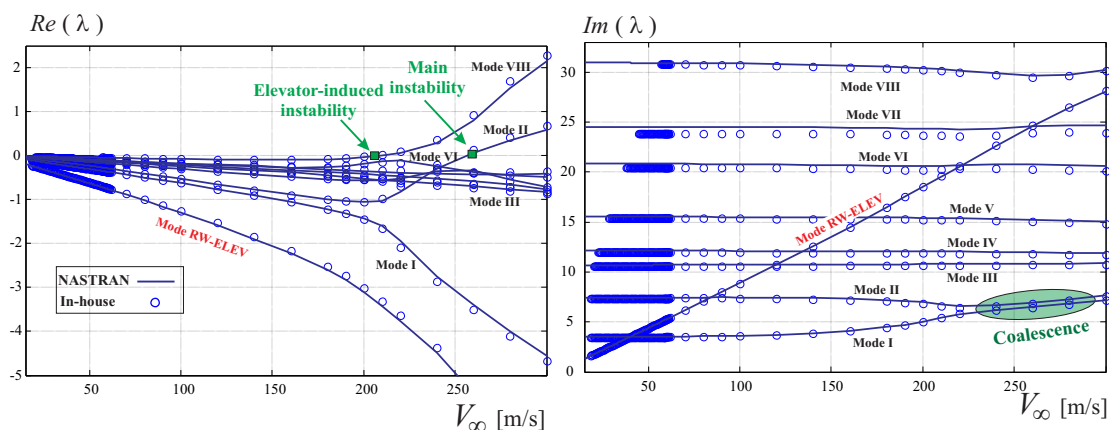 Re ( λ )
2
1
0
-1
-2
-3
-4
-5
50
100
150
200
250
300
V∞ [m/s]
Elevator-induced
instability
Main
instability
Mode VIII
Mode II
Mode VI
Mode III
Mode I
Mode RW-ELEV
NASTRAN
In-house
Im ( λ )
30
25
20
15
10
5
0
50
100
150
200
250
300
V∞ [m/s]
Mode VIII
Mode VII
Mode VI
Mode V
Mode IV
Mode III
Mode II
Mode I
Mode RW-ELEV
Coalescence